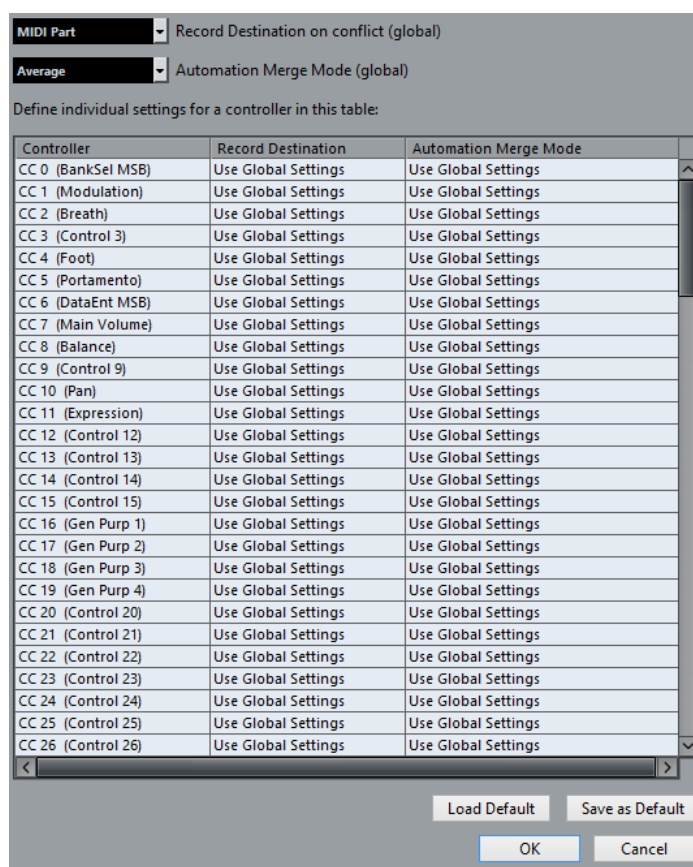 MIDI Part Record Destination on conflict (global)
Average Automation Merge Mode (global)
Define individual settings for a controller in this table:
Controller Record Destination Automation Merge Mode
CC 0 (BankSel MSB) Use Global Settings Use Global Settings
CC 1 (Modulation) Use Global Settings Use Global Settings
CC 2 (Breath) Use Global Settings Use Global Settings
CC 3 (Control 3) Use Global Settings Use Global Settings
CC 4 (Foot) Use Global Settings Use Global Settings
CC 5 (Portamento) Use Global Settings Use Global Settings
CC 6 (DataEnt MSB) Use Global Settings Use Global Settings
CC 7 (Main Volume) Use Global Settings Use Global Settings
CC 8 (Balance) Use Global Settings Use Global Settings
CC 9 (Control 9) Use Global Settings Use Global Settings
CC 10 (Pan) Use Global Settings Use Global Settings
CC 11 (Expression) Use Global Settings Use Global Settings
CC 12 (Control 12) Use Global Settings Use Global Settings
CC 13 (Control 13) Use Global Settings Use Global Settings
CC 14 (Control 14) Use Global Settings Use Global Settings
CC 15 (Control 15) Use Global Settings Use Global Settings
CC 16 (Gen Purp 1) Use Global Settings Use Global Settings
CC 17 (Gen Purp 2) Use Global Settings Use Global Settings
CC 18 (Gen Purp 3) Use Global Settings Use Global Settings
CC 19 (Gen Purp 4) Use Global Settings Use Global Settings
CC 20 (Control 20) Use Global Settings Use Global Settings
CC 21 (Control 21) Use Global Settings Use Global Settings
CC 22 (Control 22) Use Global Settings Use Global Settings
CC 23 (Control 23) Use Global Settings Use Global Settings
CC 24 (Control 24) Use Global Settings Use Global Settings
CC 25 (Control 25) Use Global Settings Use Global Settings
CC 26 (Control 26) Use Global Settings Use Global Settings
Load Default Save as Default
OK Cancel